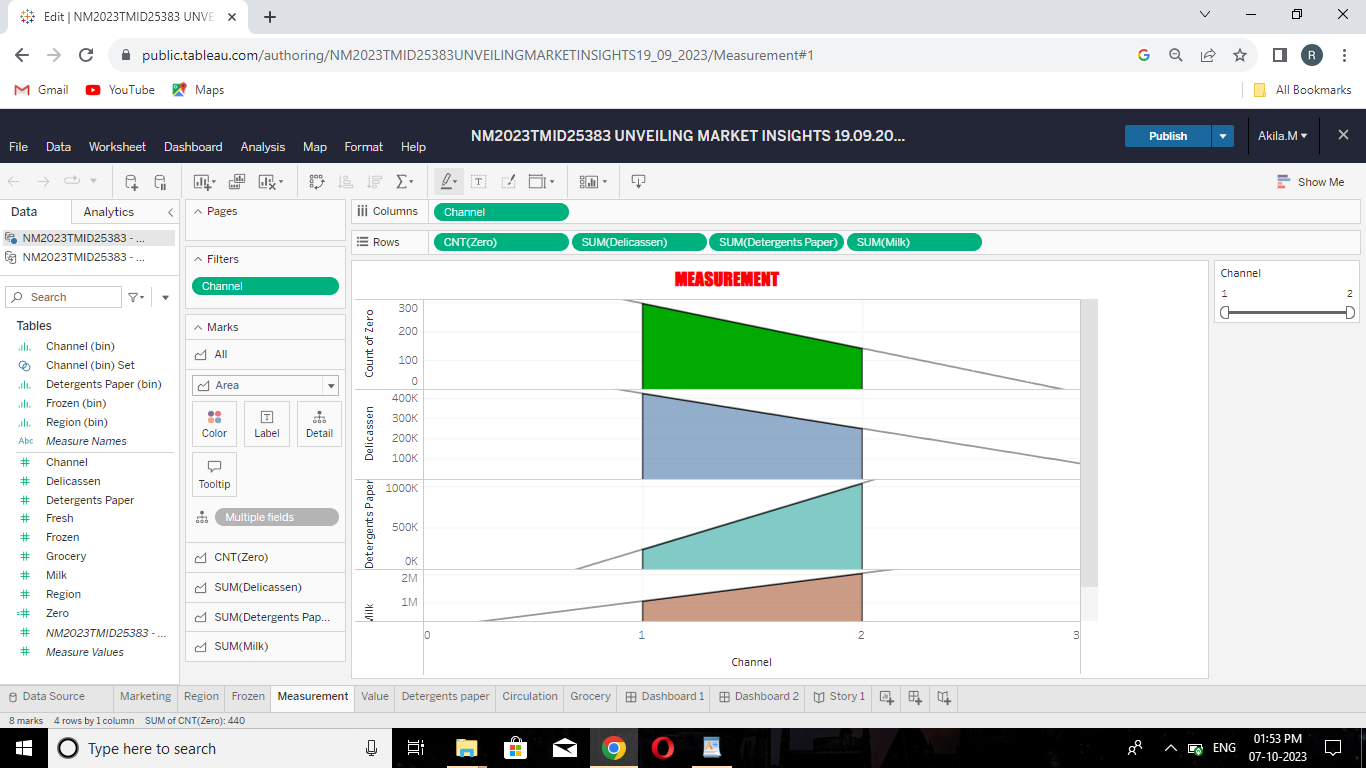 Edit | NM2023TMID25383 UNVE
public.tableau.com/authoring/NM2023TMID25383UNVEILINGMARKETINSIGHTS19_09_2023/Measurement#1
R
Gmail YouTube Maps All Bookmarks
NM2023TMID25383 UNVEILING MARKET INSIGHTS 19.09.20...
Publish Akila.M
File Data Worksheet Dashboard Analysis Map Format Help
Show Me
Data Analytics
NM2023TMID25383 - ...
NM2023TMID25383 - ...
Search
Tables
Channel (bin)
Channel (bin) Set
Detergents Paper (bin)
Frozen (bin)
Region (bin)
Abc Measure Names
Channel
Delicassen
Detergents Paper
Fresh
Frozen
Grocery
Milk
Region
Zero
NM2023TMID25383 - ...
Measure Values
Pages
Filters
Channel
Marks
All
Area
Color Label Detail
Tooltip
Multiple fields
CNT(Zero)
SUM(Delicassen)
SUM(Detergents Pap...
SUM(Milk)
Columns Channel
Rows CNT(Zero) SUM(Delicassen) SUM(Detergents Paper) SUM(Milk)
MEASUREMENT
Count of Zero
300
200
100
0
Delicassen
400K
300K
200K
100K
Detergents Paper
1000K
500K
0K
Milk
2M
1M
0 1 2 3
Channel
Channel
1 2
Data Source Marketing Region Frozen Measurement Value Detergents paper Circulation Grocery Dashboard 1 Dashboard 2 Story 1
8 marks 4 rows by 1 column SUM of CNT(Zero): 440
Type here to search
ENG
01:53 PM
07-10-2023